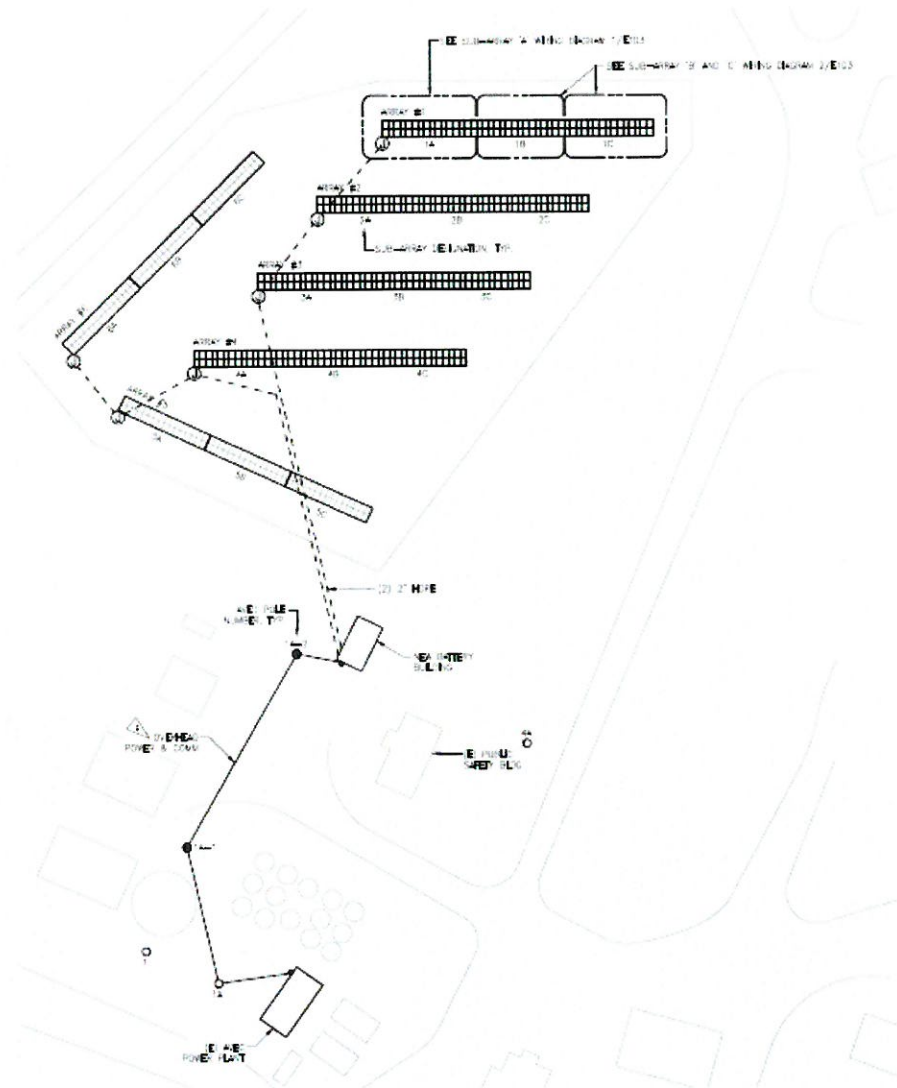 SEE SUB-ARRAY 'A' WIRING DIAGRAM 1/E103
SEE SUB-ARRAY 'B' AND 'C' WIRING DIAGRAM 2/E103
ARRAY #1
1A 1B 1C
ARRAY #2
2A 2B 2C
SUB-ARRAY DESIGNATION, TYP.
ARRAY #3
3A 3B 3C
ARRAY #4
4A 4B 4C
ARRAY #5
5A 5B 5C
(2) 2" HDPE
AVEC POLE
NUMBER, TYP.
NEW BATTERY
BUILDING
OVERHEAD
POWER & COMM
(E) PUBLIC
SAFETY BLDG
1A
(E) AVEC
POWER PLANT